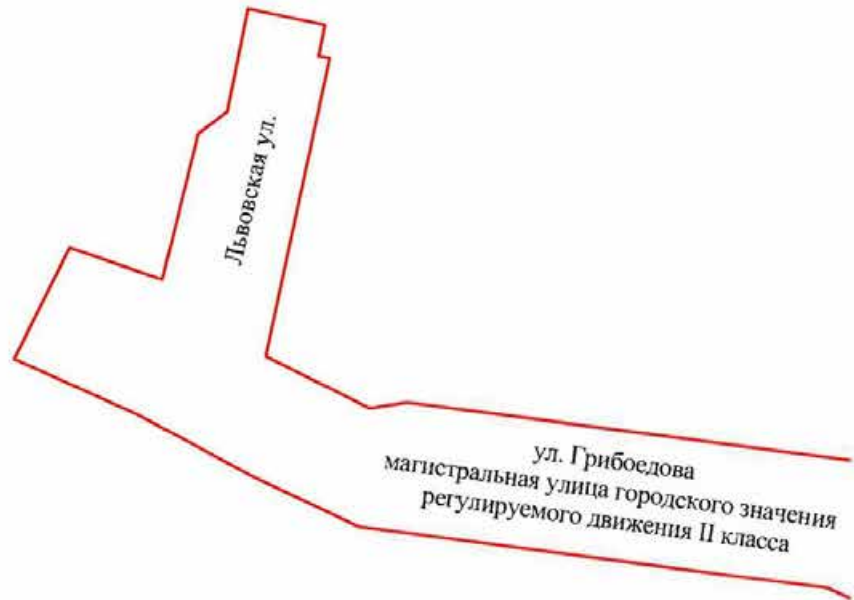 Львовская ул.
ул. Грибоедова
магистральная улица городского значения
регулируемого движения II класса